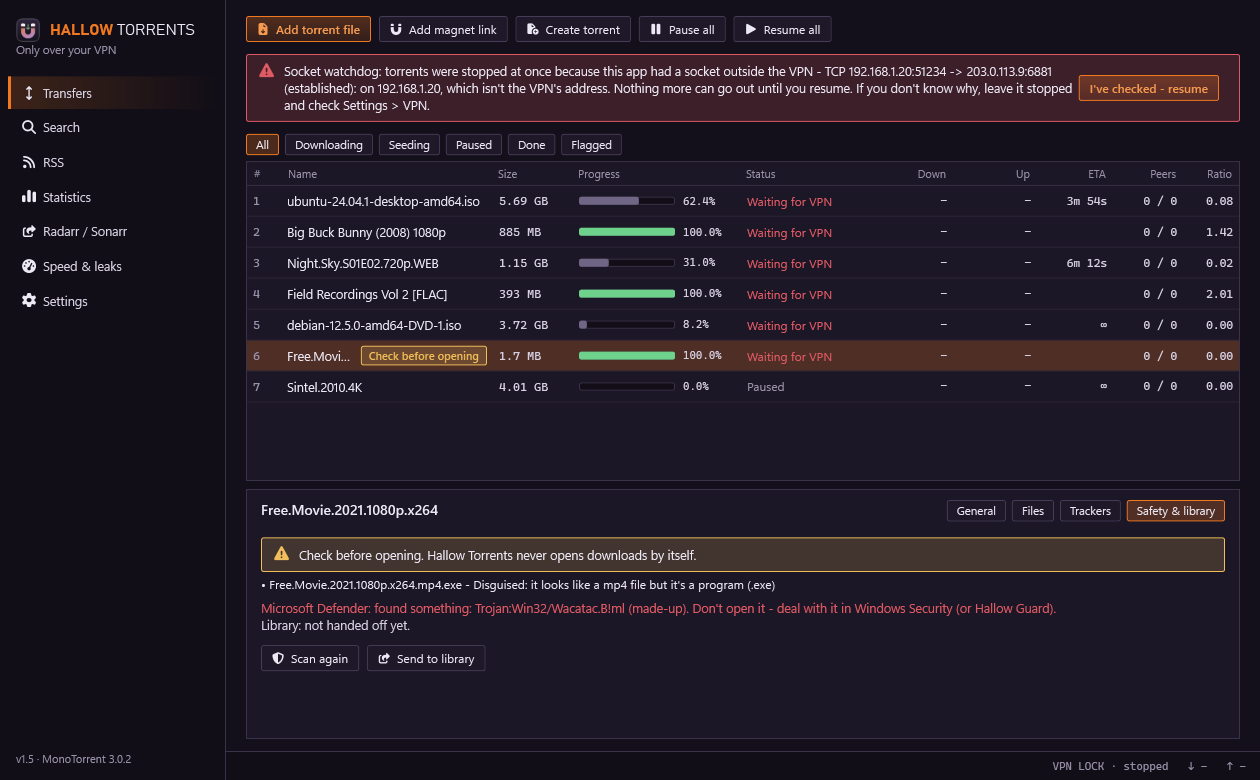 HALLOW TORRENTS
Only over your VPN
Transfers
Search
RSS
Statistics
Radarr / Sonarr
Speed & leaks
Settings
v1.5 · MonoTorrent 3.0.2
Add torrent file Add magnet link Create torrent Pause all Resume all
Socket watchdog: torrents were stopped at once because this app had a socket outside the VPN - TCP 192.168.1.20:51234 -> 203.0.113.9:6881
(established): on 192.168.1.20, which isn't the VPN's address. Nothing more can go out until you resume. If you don't know why, leave it stopped
and check Settings > VPN.
I've checked - resume
All Downloading Seeding Paused Done Flagged
# Name Size Progress Status Down Up ETA Peers Ratio
1 ubuntu-24.04.1-desktop-amd64.iso 5.69 GB 62.4% Waiting for VPN – – 3m 54s 0 / 0 0.08
2 Big Buck Bunny (2008) 1080p 885 MB 100.0% Waiting for VPN – – 0 / 0 1.42
3 Night.Sky.S01E02.720p.WEB 1.15 GB 31.0% Waiting for VPN – – 6m 12s 0 / 0 0.02
4 Field Recordings Vol 2 [FLAC] 393 MB 100.0% Waiting for VPN – – 0 / 0 2.01
5 debian-12.5.0-amd64-DVD-1.iso 3.72 GB 8.2% Waiting for VPN – – ∞ 0 / 0 0.00
6 Free.Movi... Check before opening 1.7 MB 100.0% Waiting for VPN – – 0 / 0 0.00
7 Sintel.2010.4K 4.01 GB 0.0% Paused – – ∞ 0 / 0 0.00
Free.Movie.2021.1080p.x264
General Files Trackers Safety & library
Check before opening. Hallow Torrents never opens downloads by itself.
• Free.Movie.2021.1080p.x264.mp4.exe - Disguised: it looks like a mp4 file but it's a program (.exe)
Microsoft Defender: found something: Trojan:Win32/Wacatac.B!ml (made-up). Don't open it - deal with it in Windows Security (or Hallow Guard).
Library: not handed off yet.
Scan again Send to library
VPN LOCK · stopped ↓ – ↑ –